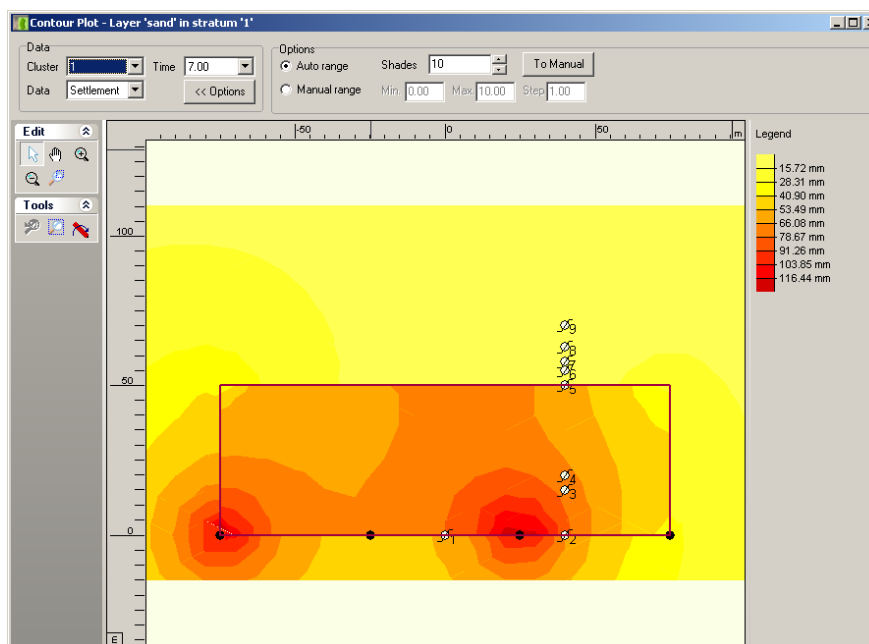 Contour Plot - Layer 'sand' in stratum '1'
Data
Cluster 1 Time 7.00
Data Settlement << Options
Options
Auto range Shades 10 To Manual
Manual range Min. 0.00 Max. 10.00 Step 1.00
Edit
Tools
-50 0 50 m
100
50
0
E
9
8
7
6
5
4
3
1
2
Legend
15.72 mm
28.31 mm
40.90 mm
53.49 mm
66.08 mm
78.67 mm
91.26 mm
103.85 mm
116.44 mm